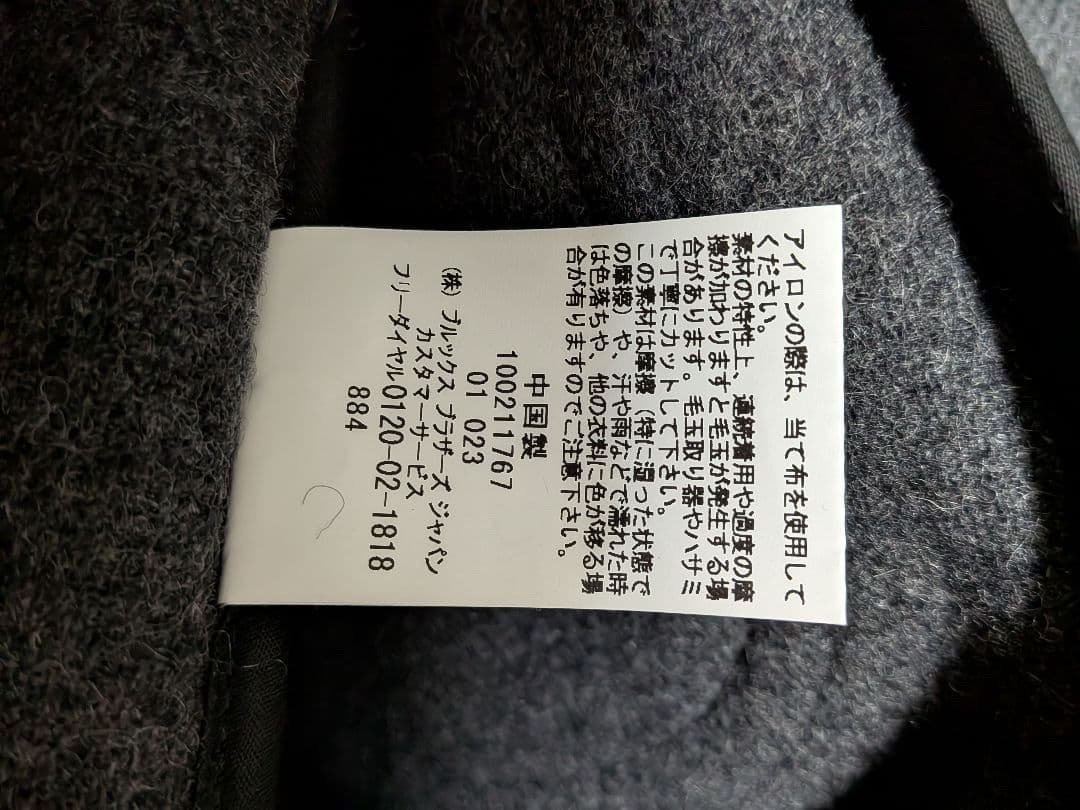 アイロンの際は、当て布を使用して
ください。
素材の特性上、連続着用や過度の摩
擦が加わりますと毛玉が発生する場
合があります。毛玉取り器やハサミ
で丁寧にカットして下さい。
この素材は摩擦（特に湿った状態で
の摩擦）や、汗や雨などで濡れた時
は色落ちや、他の衣料に色が移る場
合が有りますのでご注意下さい。
中国製
100211767
01 023
（株）ブルックス ブラザーズ ジャパン
カスタマーサービス
フリーダイヤル0120-02-1818
884